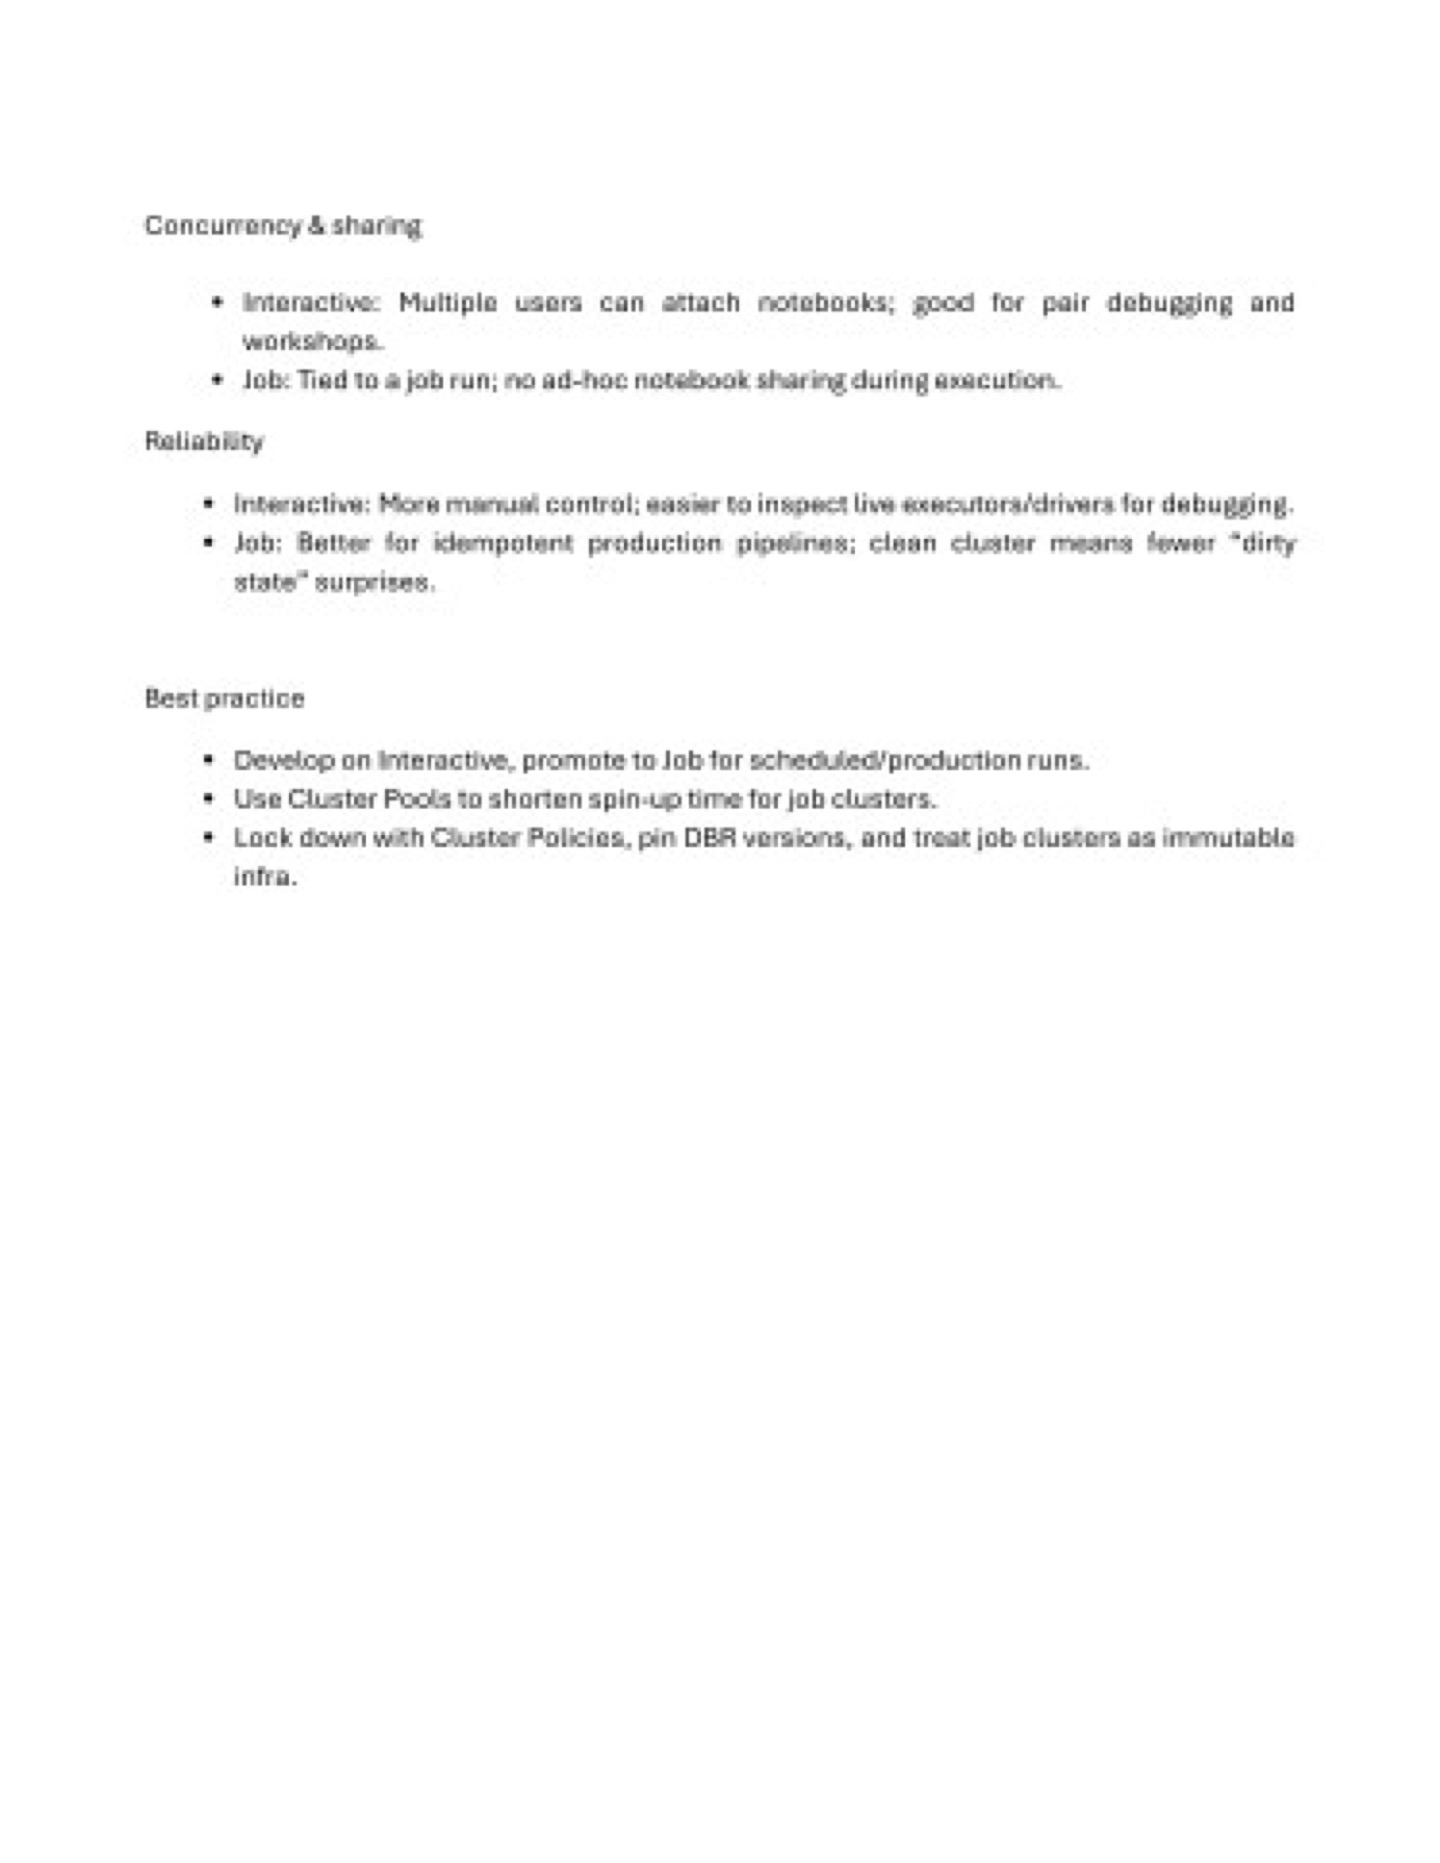 Concurrency & sharing
• Interactive: Multiple users can attach notebooks; good for pair debugging and
workshops.
• Job: Tied to a job run; no ad-hoc notebook sharing during execution.
Reliability
• Interactive: More manual control; easier to inspect live executors/drivers for debugging.
• Job: Better for idempotent production pipelines; clean cluster means fewer “dirty
state” surprises.
Best practice
• Develop on Interactive, promote to Job for scheduled/production runs.
• Use Cluster Pools to shorten spin-up time for job clusters.
• Lock down with Cluster Policies, pin DBR versions, and treat job clusters as immutable
infra.